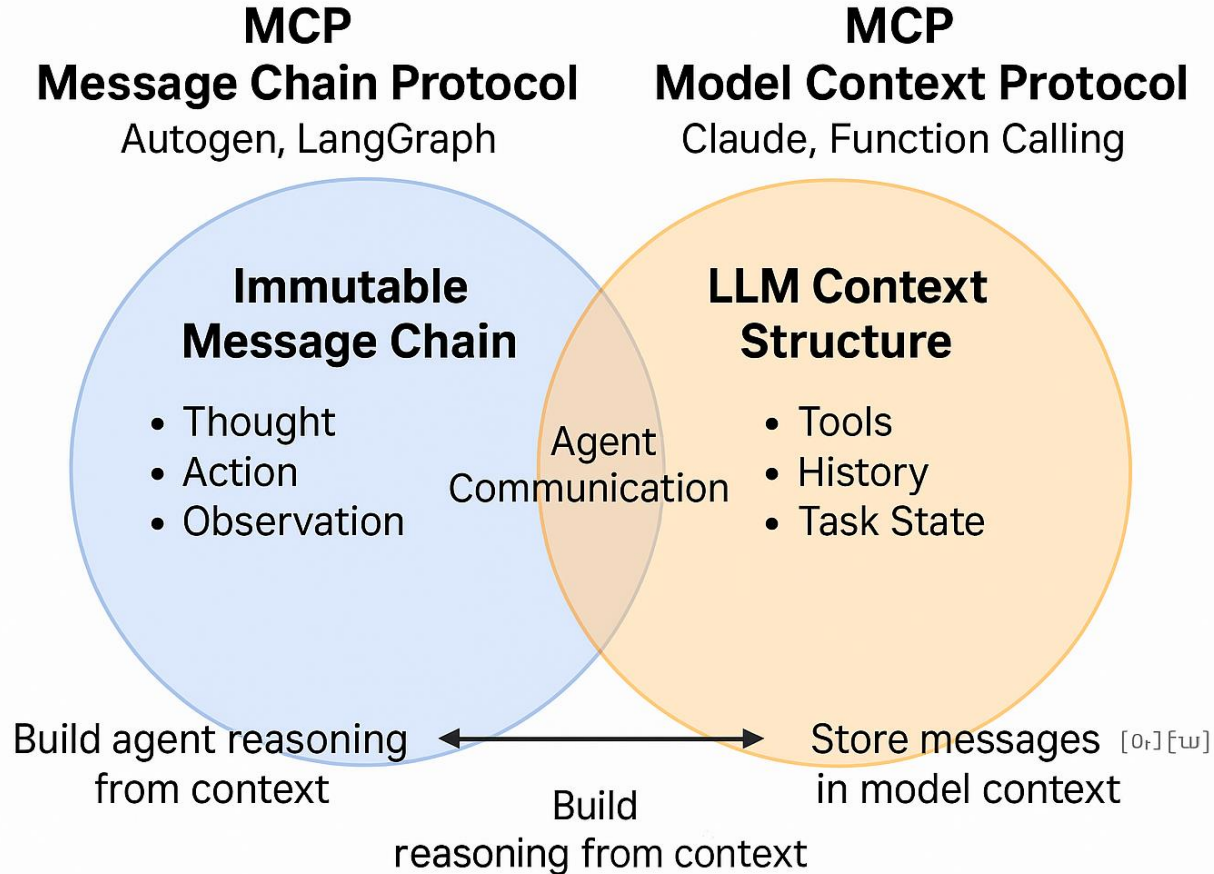 MCP
Message Chain Protocol
Autogen, LangGraph
MCP
Model Context Protocol
Claude, Function Calling
Immutable
Message Chain
• Thought
• Action
• Observation
Agent
Communication
LLM Context
Structure
• Tools
• History
• Task State
Build agent reasoning
from context
Store messages
in model context
Build
reasoning from context